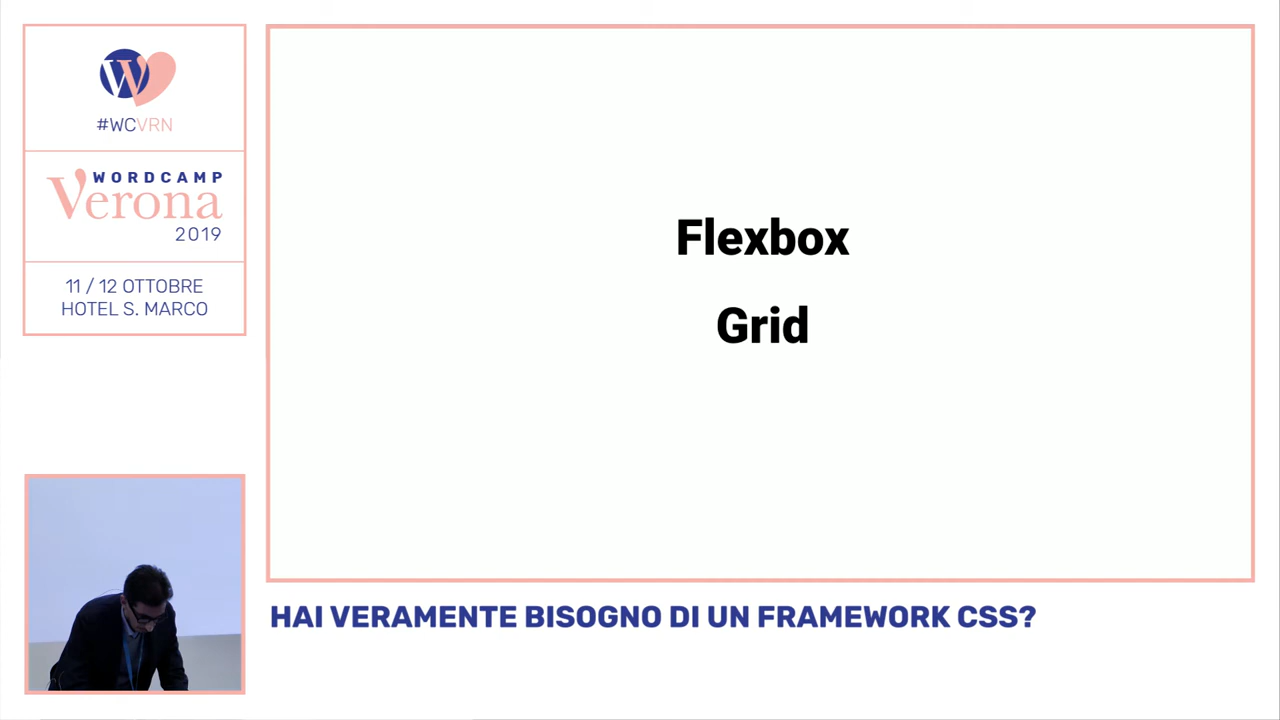 #WCVRN
WORDCAMP
Verona
2019
11 / 12 OTTOBRE
HOTEL S. MARCO
Flexbox
Grid
HAI VERAMENTE BISOGNO DI UN FRAMEWORK CSS?